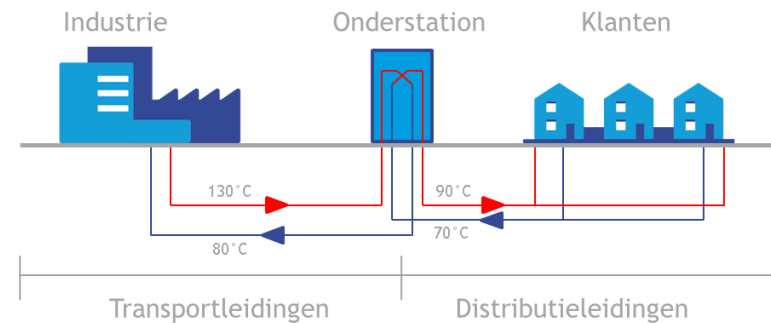 Industrie
Onderstation
Klanten
130°C
90°C
80°C
70°C
Transportleidingen
Distributieleidingen